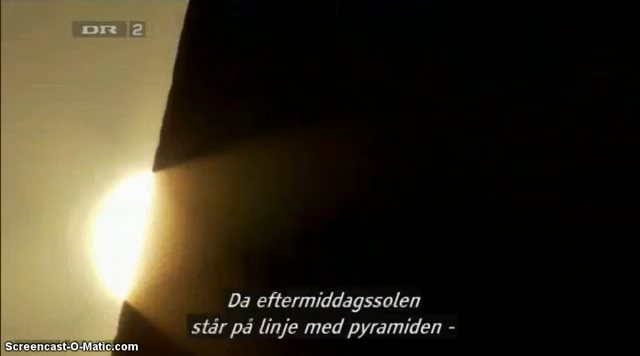 DR 2
Da eftermiddagssolen
står på linje med pyramiden -
Screencast-O-Matic.com